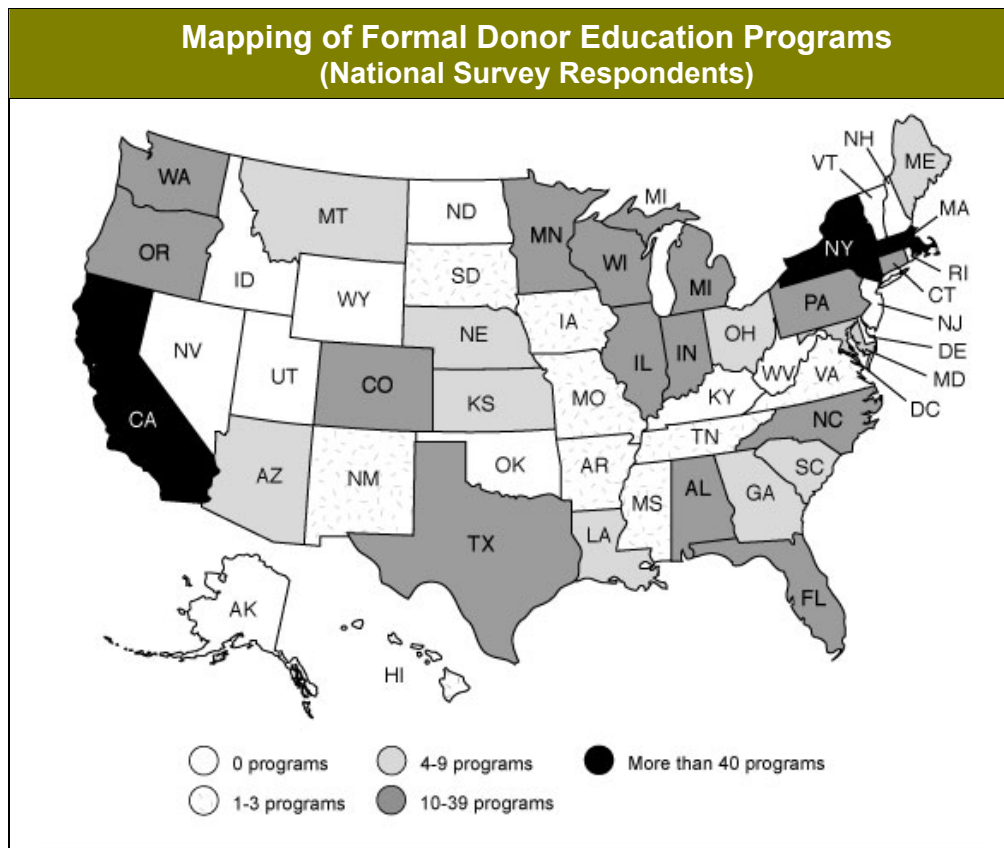 Mapping of Formal Donor Education Programs
(National Survey Respondents)
NH
VT
ME
WA
MT
ND
MN
MI
MA
OR
ID
SD
WI
NY
WY
MI
RI
CT
PA
NJ
NV
NE
IA
OH
DE
UT
CO
IL
IN
WV
VA
MD
CA
KS
MO
KY
DC
NC
TN
AZ
NM
OK
AR
SC
MS
AL
GA
TX
LA
FL
AK
HI
0 programs
4-9 programs
More than 40 programs
1-3 programs
10-39 programs